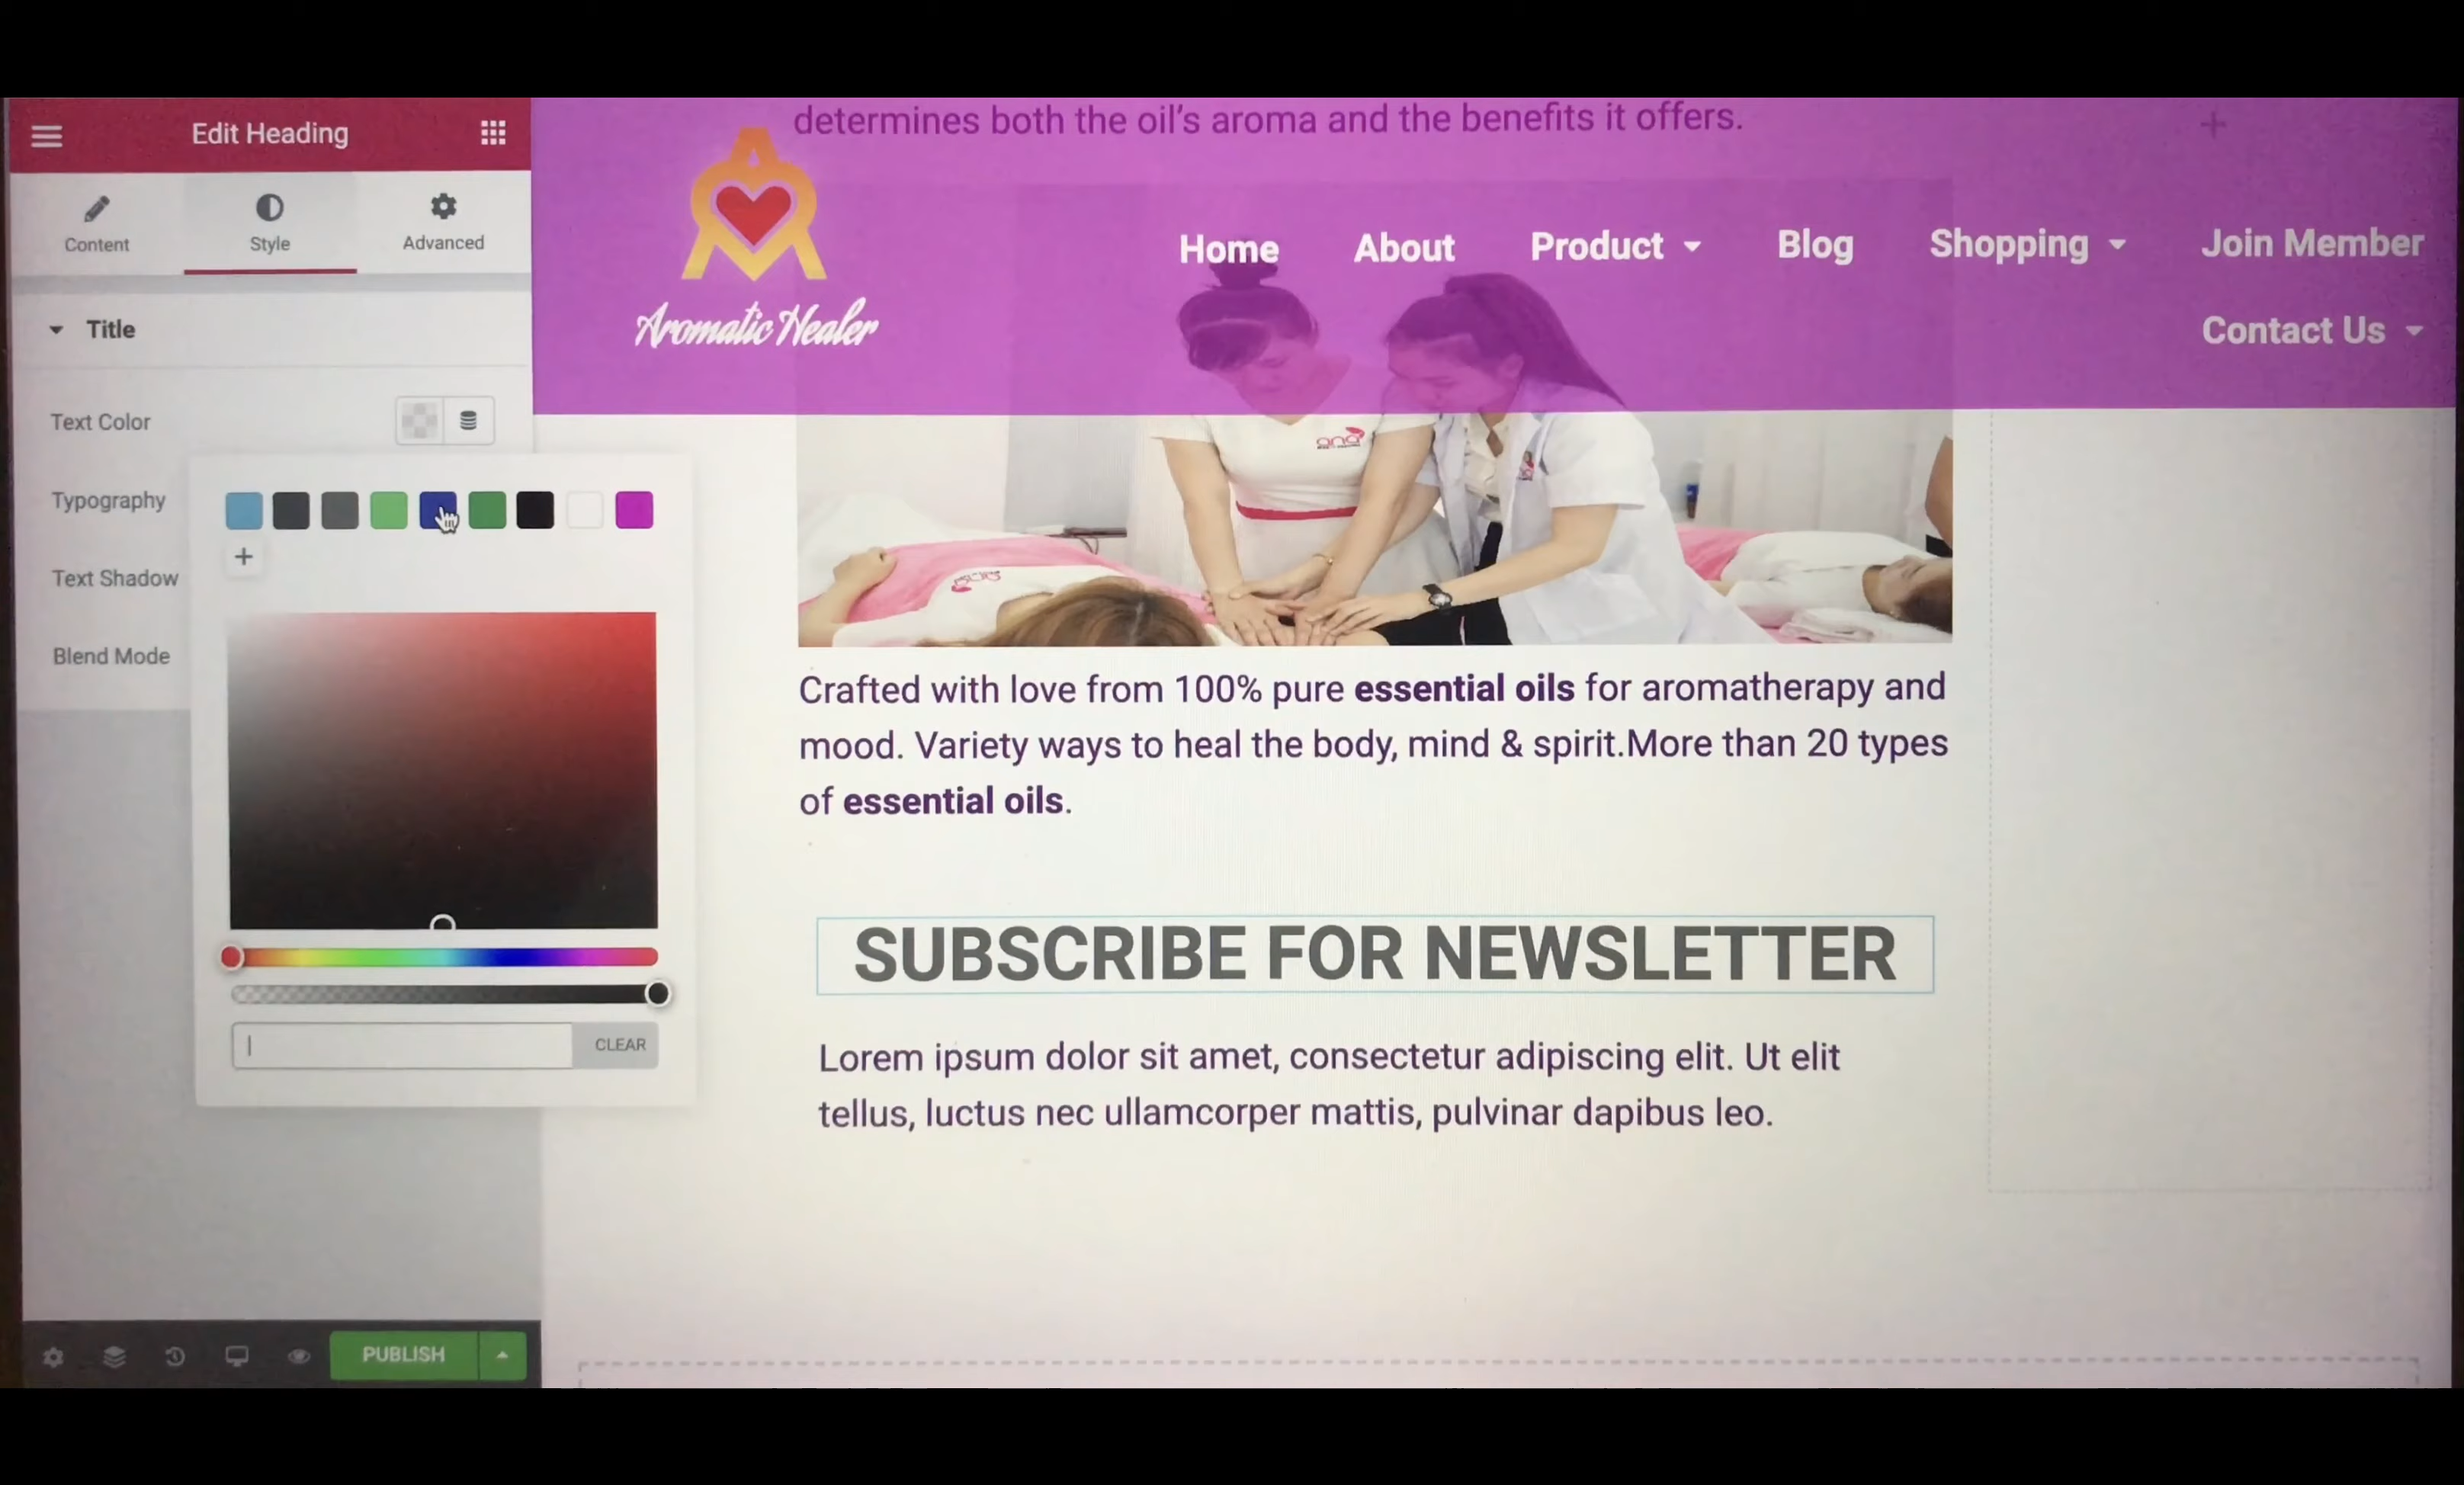 Edit Heading
Content
Style
Advanced
Title
Text Color
Typography
Text Shadow
Blend Mode
CLEAR
PUBLISH
determines both the oil's aroma and the benefits it offers.
Aromatic Healer
Home
About
Product
Blog
Shopping
Join Member
Contact Us
ana
Crafted with love from 100% pure essential oils for aromatherapy and
mood. Variety ways to heal the body, mind & spirit.More than 20 types
of essential oils.
SUBSCRIBE FOR NEWSLETTER
Lorem ipsum dolor sit amet, consectetur adipiscing elit. Ut elit
tellus, luctus nec ullamcorper mattis, pulvinar dapibus leo.